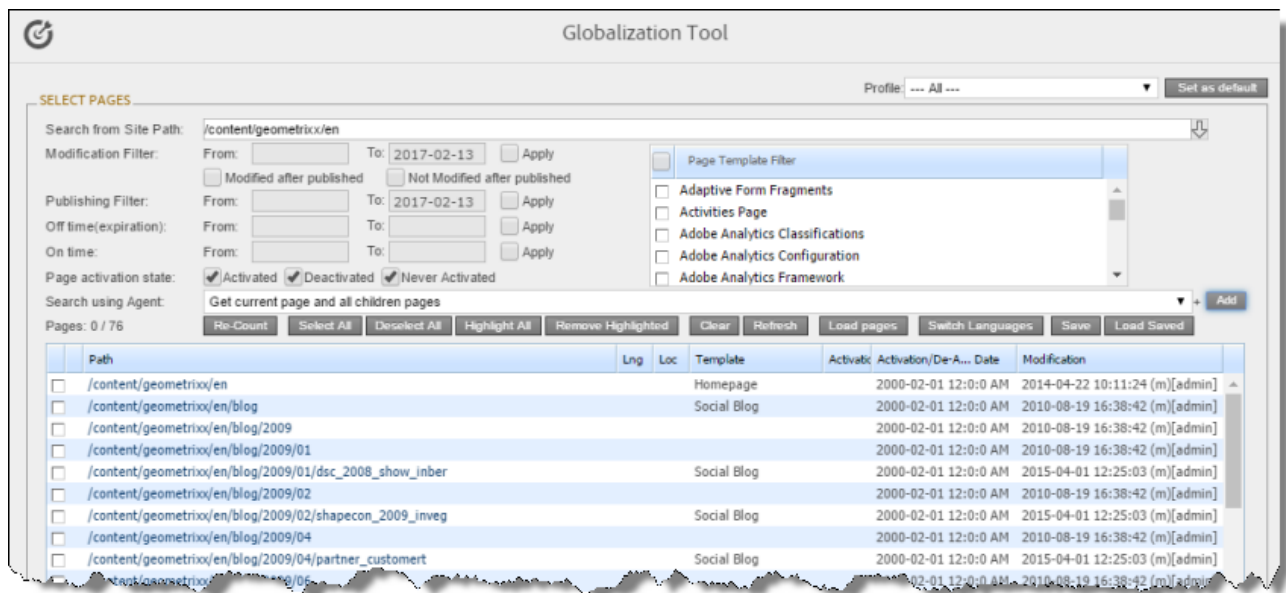 Globalization Tool
Profile: --- All --- Set as default
SELECT PAGES
Search from Site Path: /content/geometrixx/en
Modification Filter: From: To: 2017-02-13 Apply
Modified after published Not Modified after published
Publishing Filter: From: To: 2017-02-13 Apply
Off time(expiration): From: To: Apply
On time: From: To: Apply
Page activation state: Activated Deactivated Never Activated
Page Template Filter
Adaptive Form Fragments
Activities Page
Adobe Analytics Classifications
Adobe Analytics Configuration
Adobe Analytics Framework
Search using Agent: Get current page and all children pages + Add
Pages: 0 / 76 Re-Count Select All Deselect All Highlight All Remove Highlighted Clear Refresh Load pages Switch Languages Save Load Saved
Path Lng Loc Template Activatic Activation/De-A... Date Modification
/content/geometrixx/en Homepage 2000-02-01 12:0:0 AM 2014-04-22 10:11:24 (m)[admin]
/content/geometrixx/en/blog Social Blog 2000-02-01 12:0:0 AM 2010-08-19 16:38:42 (m)[admin]
/content/geometrixx/en/blog/2009 2000-02-01 12:0:0 AM 2010-08-19 16:38:42 (m)[admin]
/content/geometrixx/en/blog/2009/01 2000-02-01 12:0:0 AM 2010-08-19 16:38:42 (m)[admin]
/content/geometrixx/en/blog/2009/01/dsc_2008_show_inber Social Blog 2000-02-01 12:0:0 AM 2015-04-01 12:25:03 (m)[admin]
/content/geometrixx/en/blog/2009/02 2000-02-01 12:0:0 AM 2010-08-19 16:38:42 (m)[admin]
/content/geometrixx/en/blog/2009/02/shapecon_2009_inveg Social Blog 2000-02-01 12:0:0 AM 2015-04-01 12:25:03 (m)[admin]
/content/geometrixx/en/blog/2009/04 2000-02-01 12:0:0 AM 2010-08-19 16:38:42 (m)[admin]
/content/geometrixx/en/blog/2009/04/partner_customert Social Blog 2000-02-01 12:0:0 AM 2015-04-01 12:25:03 (m)[admin]
12:0:0 AM 2010-08-19 16:38:42